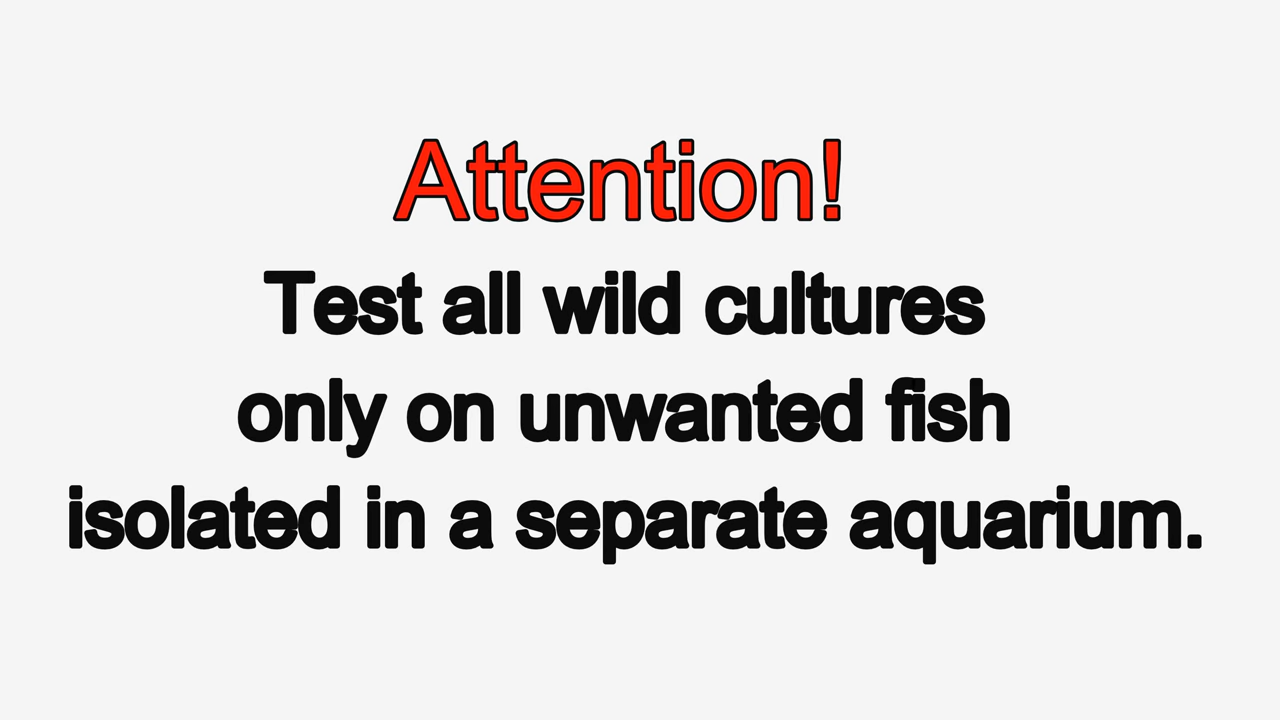 Attention!
Test all wild cultures
only on unwanted fish
isolated in a separate aquarium.